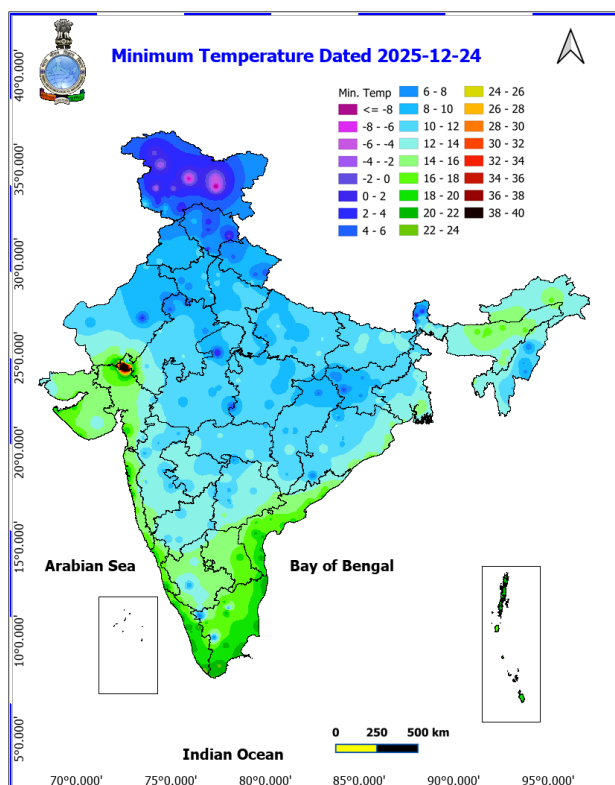 Minimum Temperature Dated 2025-12-24
Min. Temp
<= -8
-8 - -6
-6 - -4
-4 - -2
-2 - 0
0 - 2
2 - 4
4 - 6
6 - 8
8 - 10
10 - 12
12 - 14
14 - 16
16 - 18
18 - 20
20 - 22
22 - 24
24 - 26
26 - 28
28 - 30
30 - 32
32 - 34
34 - 36
36 - 38
38 - 40
40°0.000'
35°0.000'
30°0.000'
25°0.000'
20°0.000'
15°0.000'
10°0.000'
5°0.000'
Arabian Sea
Bay of Bengal
Indian Ocean
0 250 500 km
70°0.000' 75°0.000' 80°0.000' 85°0.000' 90°0.000' 95°0.000'